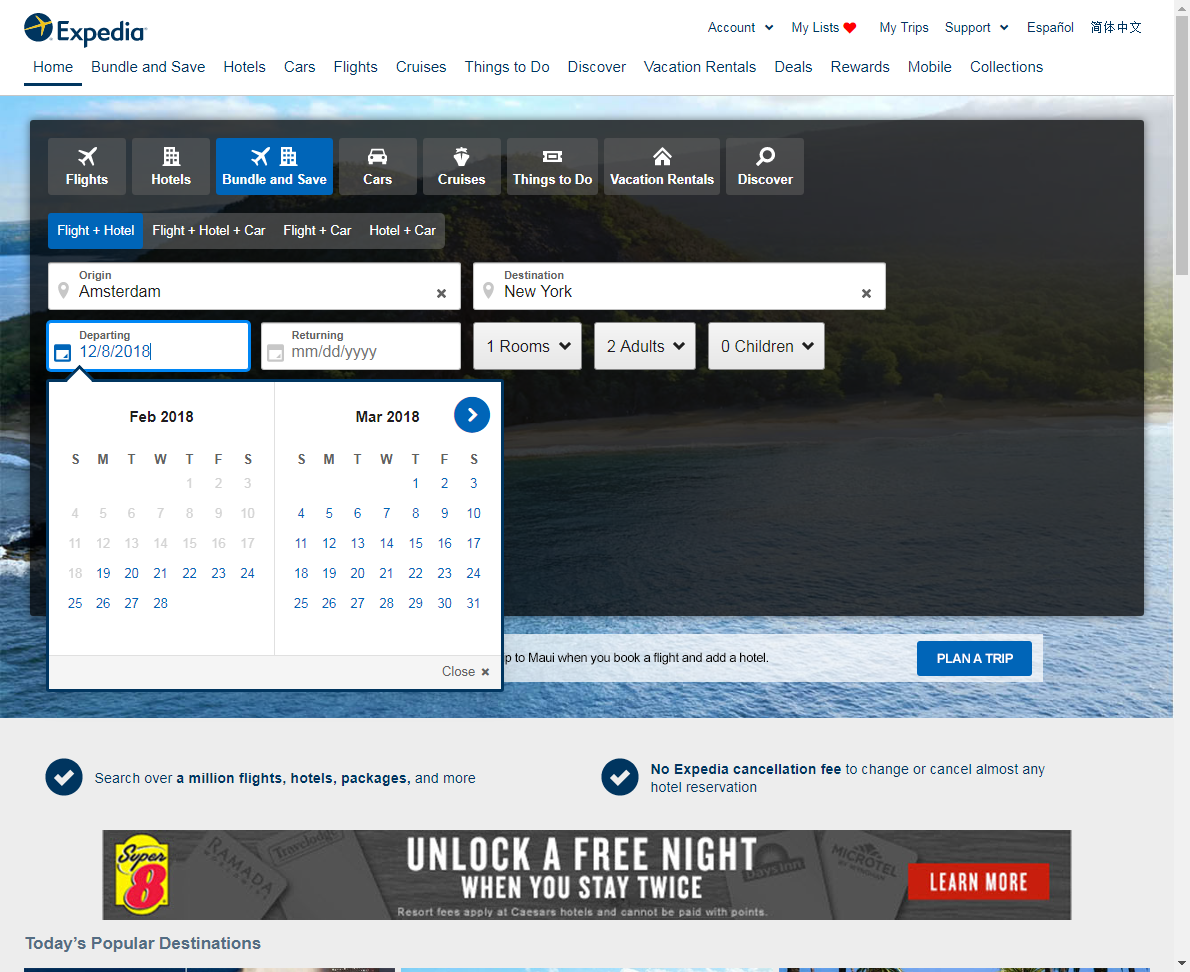 Expedia
Account My Lists My Trips Support Español 简体中文
Home Bundle and Save Hotels Cars Flights Cruises Things to Do Discover Vacation Rentals Deals Rewards Mobile Collections
Flights Hotels Bundle and Save Cars Cruises Things to Do Vacation Rentals Discover
Flight + Hotel Flight + Hotel + Car Flight + Car Hotel + Car
Origin
Amsterdam
Destination
New York
Departing
12/8/2018
Returning
mm/dd/yyyy
1 Rooms 2 Adults 0 Children
Feb 2018
S M T W T F S
1 2 3
4 5 6 7 8 9 10
11 12 13 14 15 16 17
18 19 20 21 22 23 24
25 26 27 28
Mar 2018
S M T W T F S
1 2 3
4 5 6 7 8 9 10
11 12 13 14 15 16 17
18 19 20 21 22 23 24
25 26 27 28 29 30 31
Close
p to Maui when you book a flight and add a hotel.
PLAN A TRIP
Search over a million flights, hotels, packages, and more
No Expedia cancellation fee to change or cancel almost any
hotel reservation
Super 8
RAMADA
Travelodge
UNLOCK A FREE NIGHT
WHEN YOU STAY TWICE
Resort fees apply at Caesars hotels and cannot be paid with points.
Days Inn
MICROTEL
LEARN MORE
Today's Popular Destinations